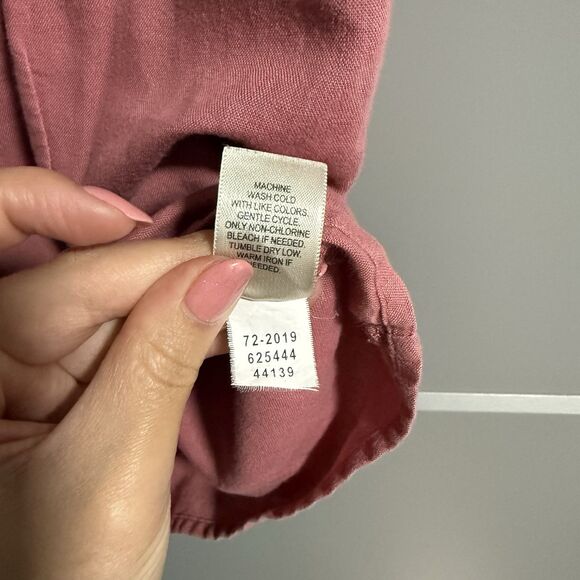 MACHINE
WASH COLD
WITH LIKE COLORS.
GENTLE CYCLE.
ONLY NON-CHLORINE
BLEACH IF NEEDED.
TUMBLE DRY LOW.
WARM IRON IF
NEEDED.
72-2019
625444
44139